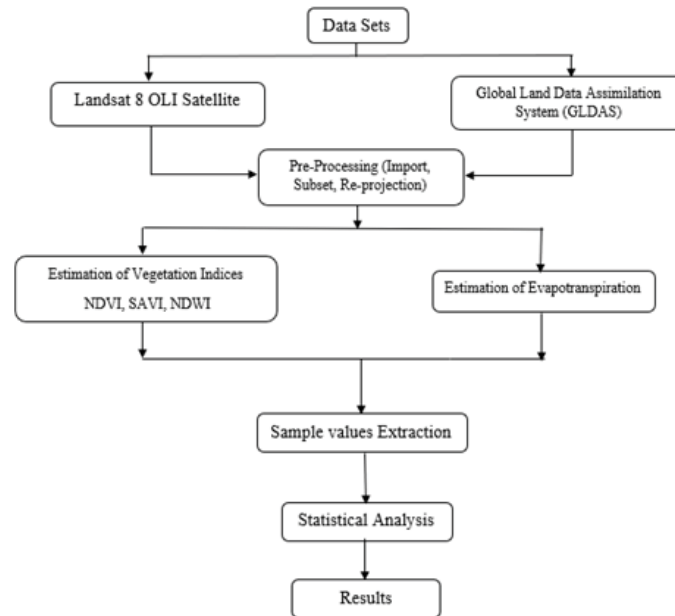 Data Sets
Landsat 8 OLI Satellite
Global Land Data Assimilation
System (GLDAS)
Pre-Processing (Import,
Subset, Re-projection)
Estimation of Vegetation Indices
NDVI, SAVI, NDWI
Estimation of Evapotranspiration
Sample values Extraction
Statistical Analysis
Results